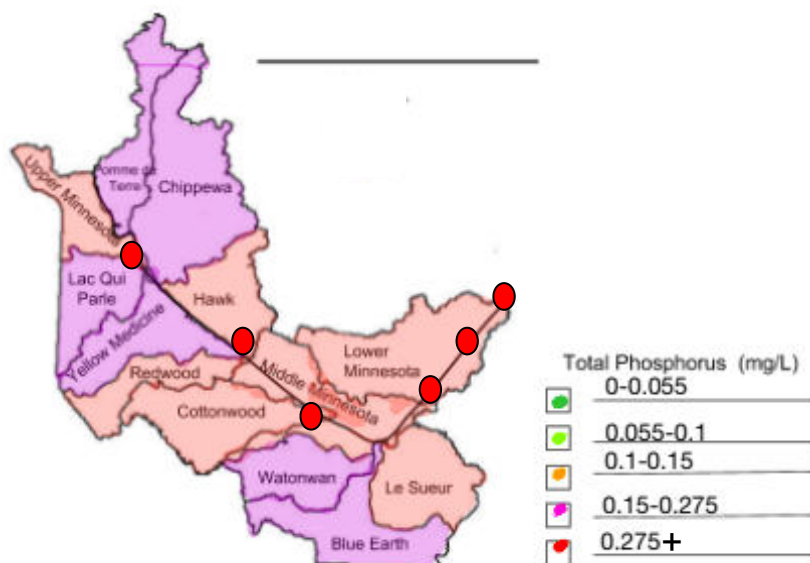 Pomme de
Terre
Chippewa
Upper Minnesota
Lac Qui
Parle
Hawk
Yellow Medicine
Redwood
Middle Minnesota
Lower
Minnesota
Cottonwood
Watonwan
Le Sueur
Blue Earth
Total Phosphorus (mg/L)
0-0.055
0.055-0.1
0.1-0.15
0.15-0.275
0.275+